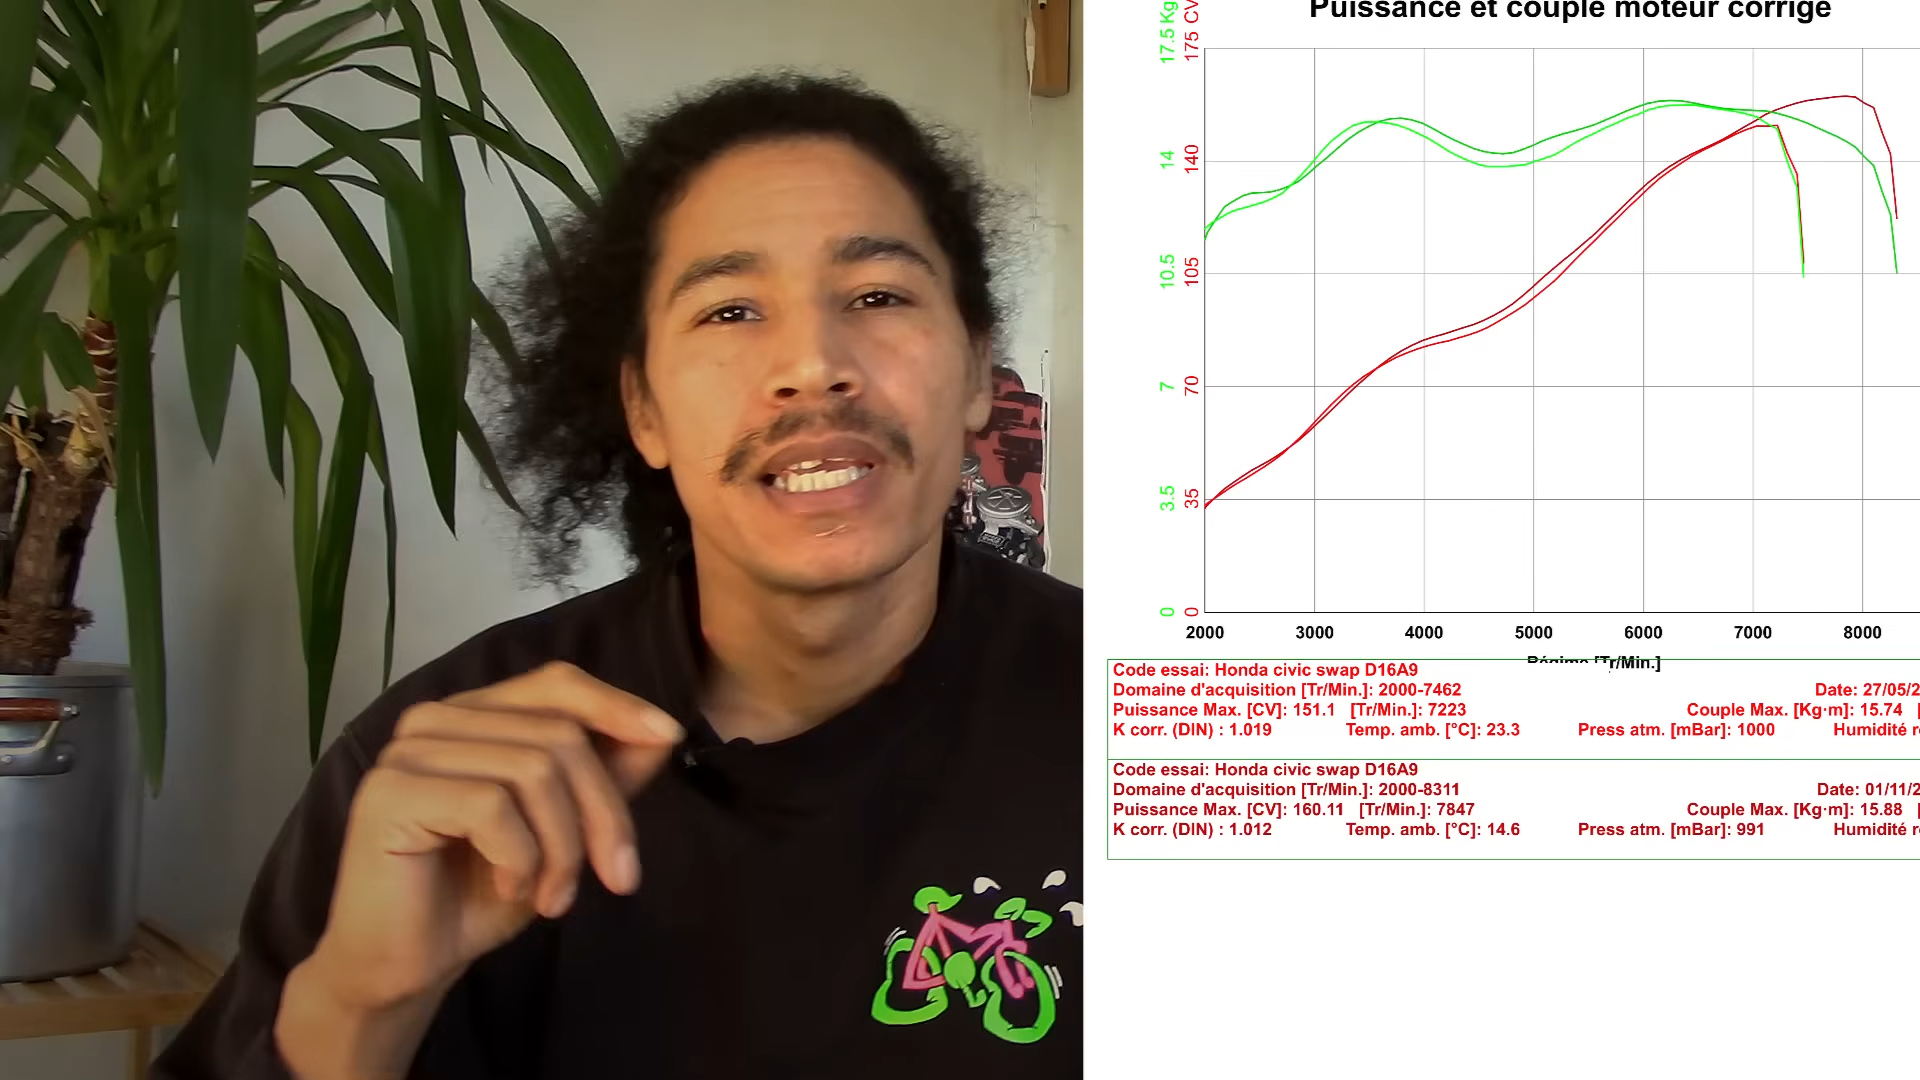 Puissance et couple moteur corrigé
17.5 Kg
175 CV
14
140
10.5
105
7
70
3.5
35
0
0
2000 3000 4000 5000 6000 7000 8000
Régime [Tr/Min.]
Code essai: Honda civic swap D16A9
Domaine d'acquisition [Tr/Min.]: 2000-7462 Date: 27/05/2
Puissance Max. [CV]: 151.1 [Tr/Min.]: 7223 Couple Max. [Kg·m]: 15.74 [
K corr. (DIN) : 1.019 Temp. amb. [°C]: 23.3 Press atm. [mBar]: 1000 Humidité r
Code essai: Honda civic swap D16A9
Domaine d'acquisition [Tr/Min.]: 2000-8311 Date: 01/11/2
Puissance Max. [CV]: 160.11 [Tr/Min.]: 7847 Couple Max. [Kg·m]: 15.88 [
K corr. (DIN) : 1.012 Temp. amb. [°C]: 14.6 Press atm. [mBar]: 991 Humidité r